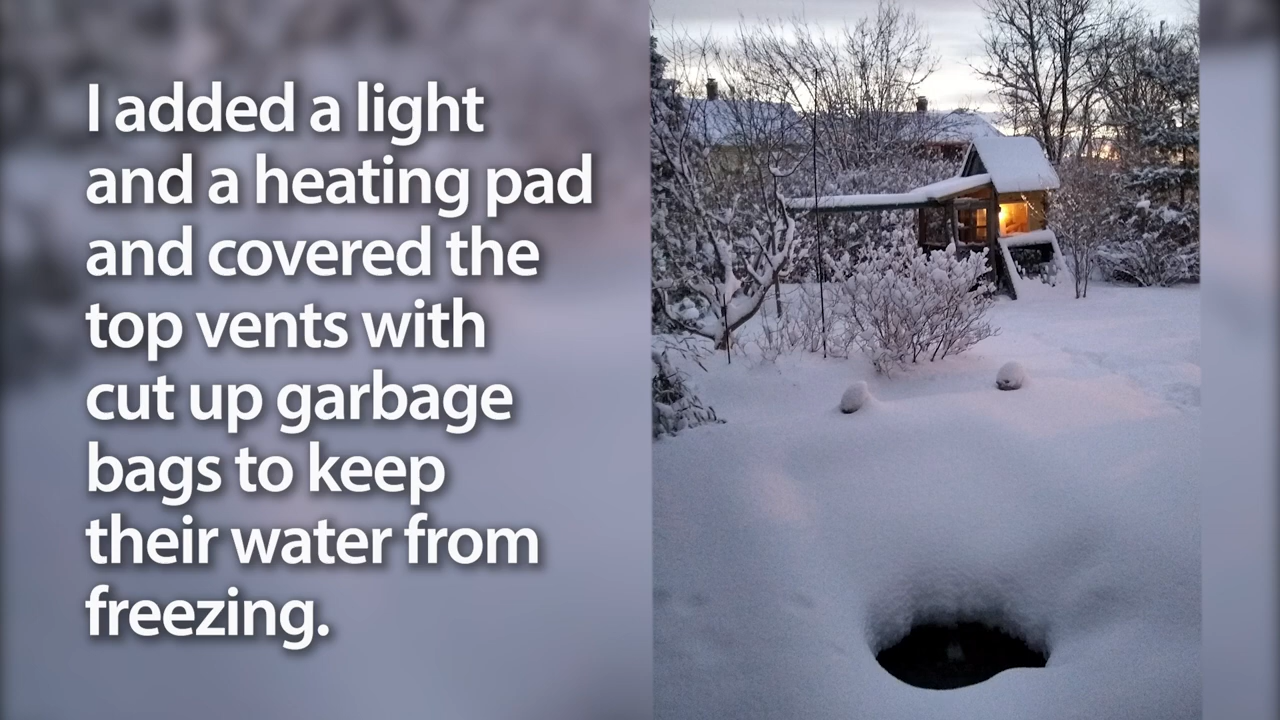 I added a light
and a heating pad
and covered the
top vents with
cut up garbage
bags to keep
their water from
freezing.